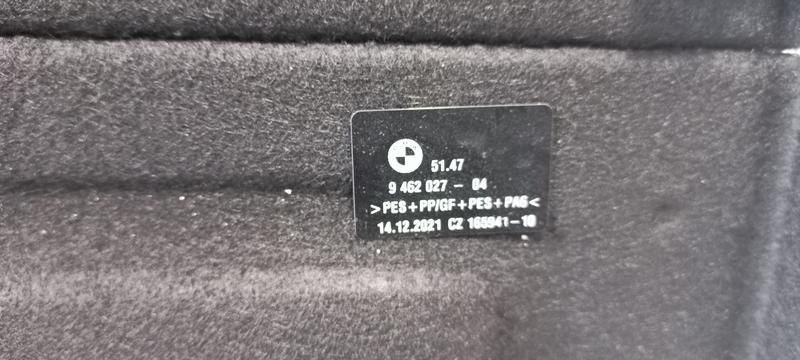 51.47
9 462 027 - 04
>PES+PP/GF+PES+PA6<
14.12.2021 CZ 165941-10